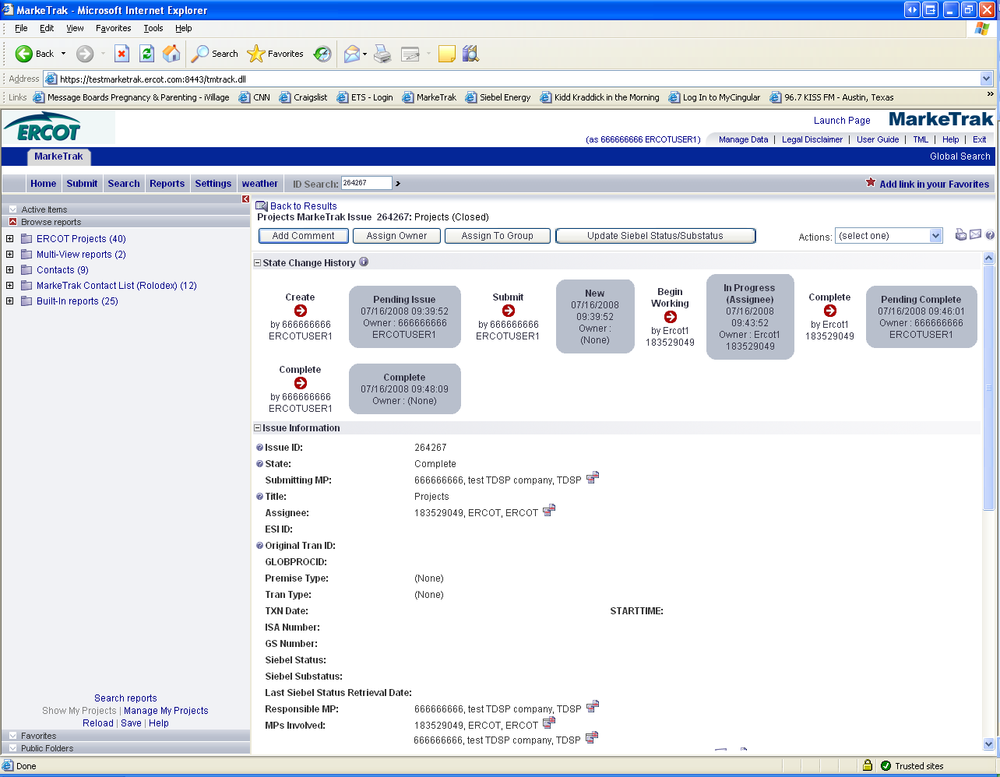 MarkeTrak - Microsoft Internet Explorer
File Edit View Favorites Tools Help
Back Search Favorites
Address https://testmarketrak.ercot.com:8443/tmtrack.dll
Links Message Boards Pregnancy & Parenting - iVillage CNN Craigslist ETS - Login MarkeTrak Siebel Energy Kidd Kraddick in the Morning Log In to MyCingular 96.7 KISS FM - Austin, Texas »
ERCOT Launch Page MarkeTrak
(as 666666666 ERCOTUSER1) Manage Data | Legal Disclaimer | User Guide | TML | Help | Exit
MarkeTrak Global Search
Home Submit Search Reports Settings weather ID Search: 264267 Add link in your Favorites
Active Items
Browse reports
ERCOT Projects (40)
Multi-View reports (2)
Contacts (9)
MarkeTrak Contact List (Rolodex) (12)
Built-In reports (25)
Search reports
Show My Projects | Manage My Projects
Reload | Save | Help
Favorites
Public Folders
Back to Results
Projects MarkeTrak Issue 264267: Projects (Closed)
Add Comment Assign Owner Assign To Group Update Siebel Status/Substatus Actions: (select one)
State Change History
Create
by 666666666
ERCOTUSER1
Pending Issue
07/16/2008 09:39:52
Owner : 666666666
ERCOTUSER1
Submit
by 666666666
ERCOTUSER1
New
07/16/2008
09:39:52
Owner :
(None)
Begin
Working
by Ercot1
183529049
In Progress
(Assignee)
07/16/2008
09:43:52
Owner : Ercot1
183529049
Complete
by Ercot1
183529049
Pending Complete
07/16/2008 09:46:01
Owner : 666666666
ERCOTUSER1
Complete
by 666666666
ERCOTUSER1
Complete
07/16/2008 09:48:09
Owner : (None)
Issue Information
Issue ID: 264267
State: Complete
Submitting MP: 666666666, test TDSP company, TDSP
Title: Projects
Assignee: 183529049, ERCOT, ERCOT
ESI ID:
Original Tran ID:
GLOBPROCID:
Premise Type: (None)
Tran Type: (None)
TXN Date: STARTTIME:
ISA Number:
GS Number:
Siebel Status:
Siebel Substatus:
Last Siebel Status Retrieval Date:
Responsible MP: 666666666, test TDSP company, TDSP
MPs Involved: 183529049, ERCOT, ERCOT
666666666, test TDSP company, TDSP
Done Trusted sites